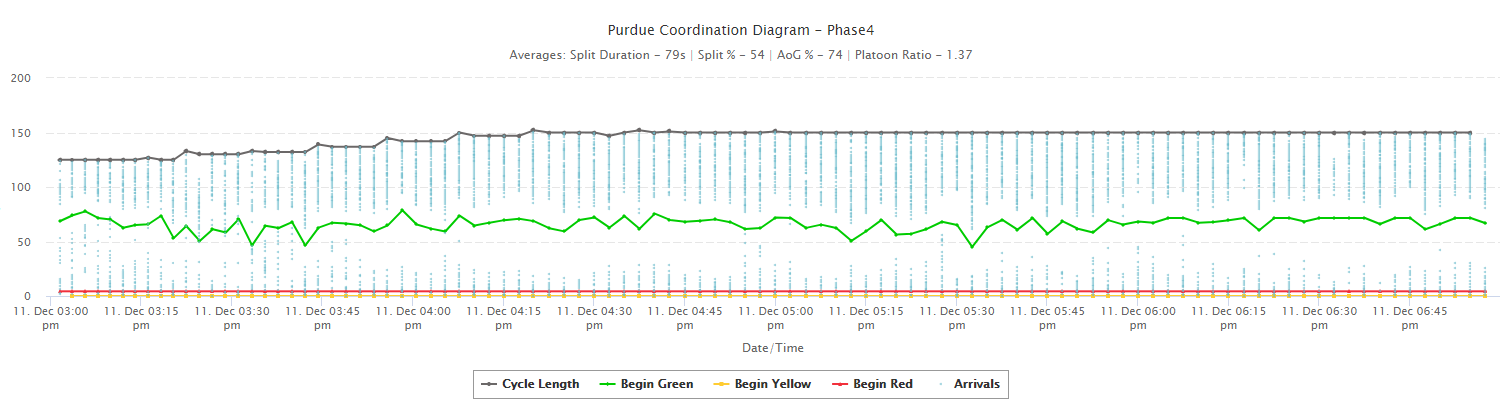 Purdue Coordination Diagram - Phase4
Averages: Split Duration - 79s | Split % - 54 | AoG % - 74 | Platoon Ratio - 1.37
200
150
100
50
0
11. Dec 03:00 pm
11. Dec 03:15 pm
11. Dec 03:30 pm
11. Dec 03:45 pm
11. Dec 04:00 pm
11. Dec 04:15 pm
11. Dec 04:30 pm
11. Dec 04:45 pm
11. Dec 05:00 pm
11. Dec 05:15 pm
11. Dec 05:30 pm
11. Dec 05:45 pm
11. Dec 06:00 pm
11. Dec 06:15 pm
11. Dec 06:30 pm
11. Dec 06:45 pm
Date/Time
Cycle Length Begin Green Begin Yellow Begin Red Arrivals